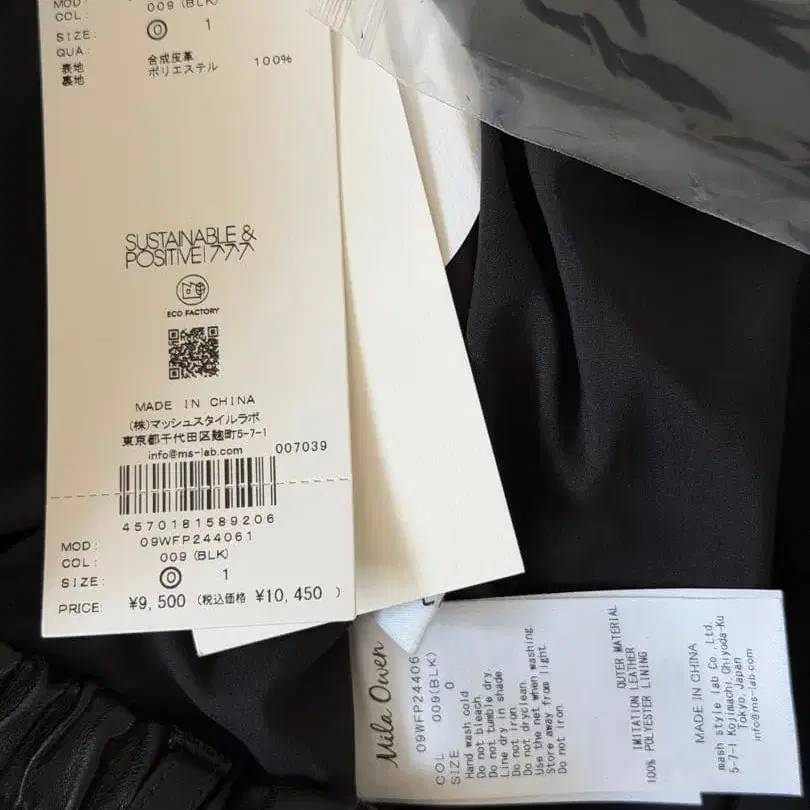 MOD:
COL: 009 (BLK)
SIZE: 0 1
QUA:
表地 合成皮革
裏地 ポリエステル 100%
SUSTAINABLE &
POSITIVE!
ECO FACTORY
MADE IN CHINA
(株)マッシュスタイルラボ
東京都千代田区麹町5-7-1
info@ms-lab.com
007039
4570181589206
MOD: 09WFP244061
COL: 009 (BLK)
SIZE: 0 1
PRICE: ¥9,500 (税込価格 ¥10,450 )
Mila Owen
09WFP24406
COL 009(BLK)
SIZE 0
Hand wash cold
Do not bleach.
Do not tumble dry.
Line dry in shade
Do not iron.
Do not dryclean.
Use the net when washing.
Store away from light.
Do not iron
OUTER MATERIAL
IMITATION LEATHER
100% POLYESTER LINING
MADE IN CHINA
mash style lab Co., Ltd.
5-7-1 Kojimachi, Chiyoda-Ku
Tokyo, Japan
info@ms-lab.com